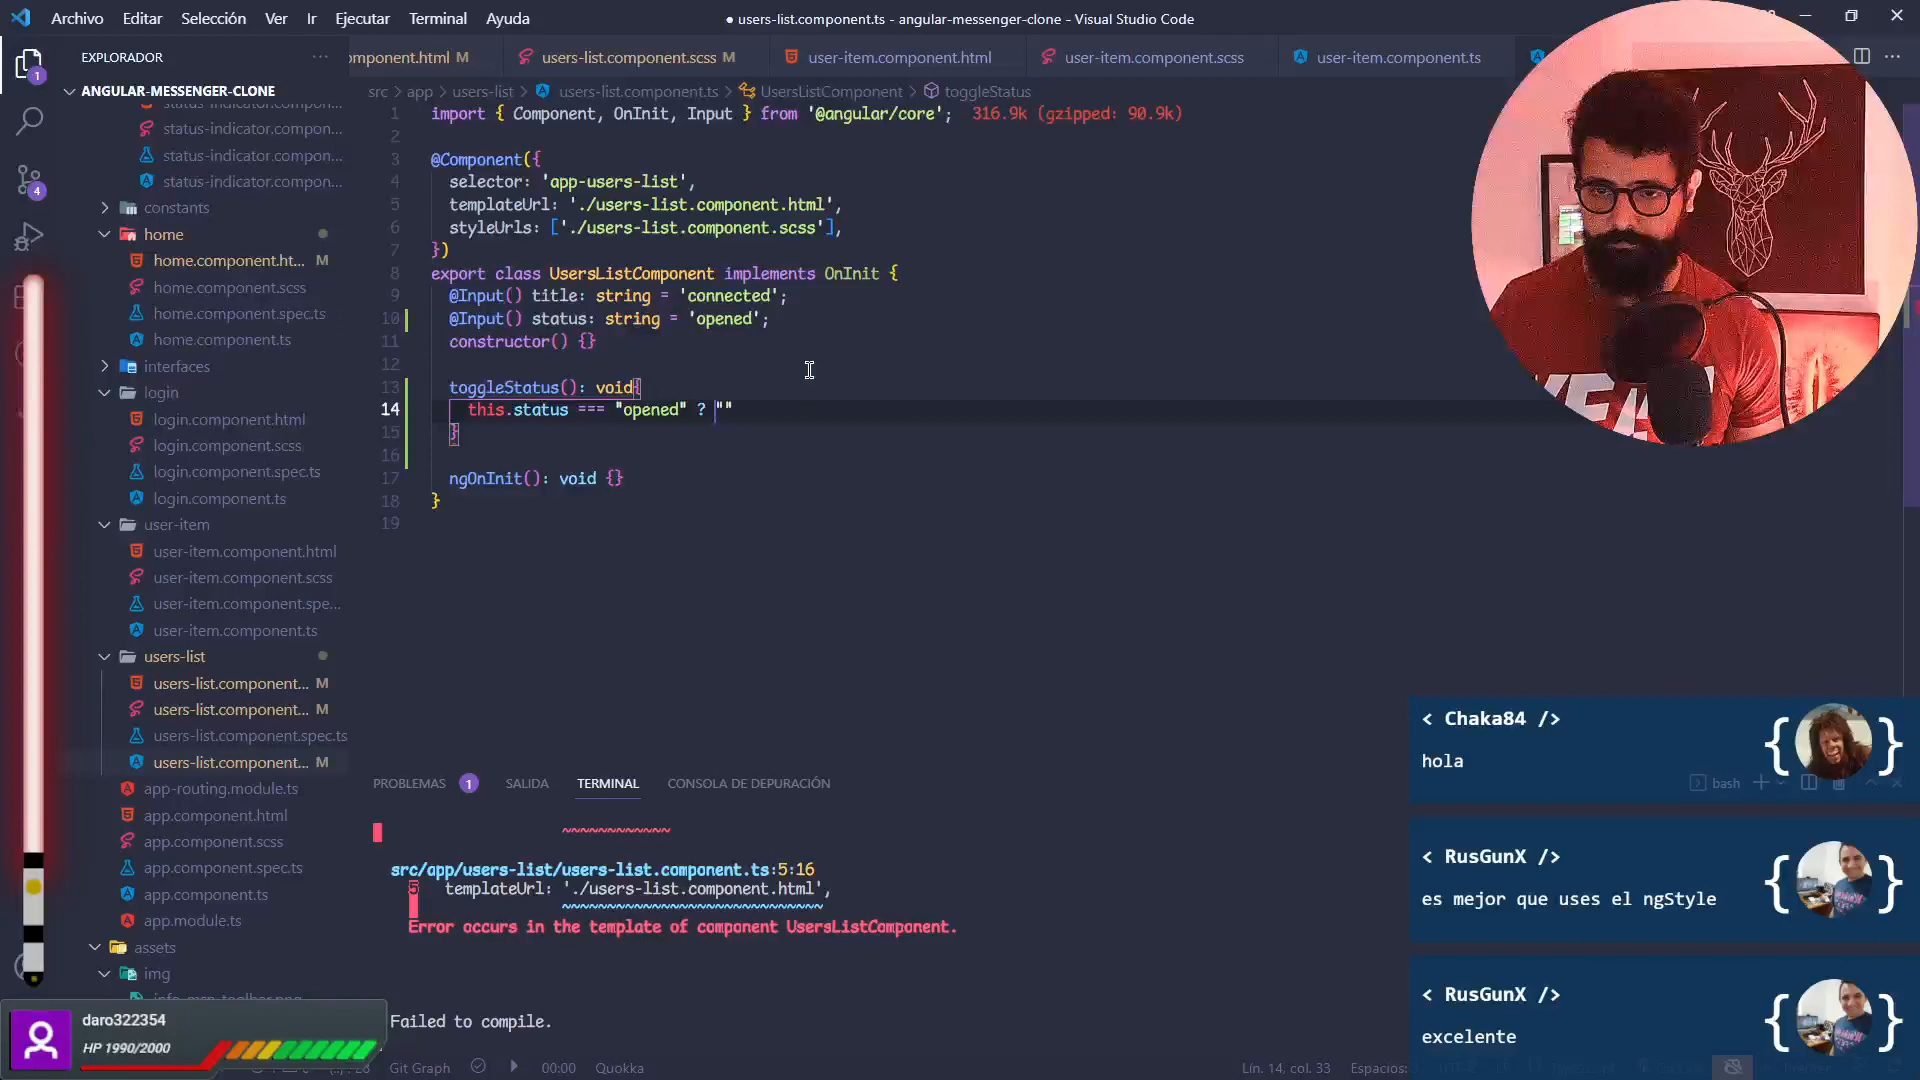 Archivo Editar Selección Ver Ir Ejecutar Terminal Ayuda
● users-list.component.ts - angular-messenger-clone - Visual Studio Code
EXPLORADOR
omponent.html M
users-list.component.scss M
user-item.component.html
user-item.component.scss
user-item.component.ts
src > app > users-list > users-list.component.ts > UsersListComponent > toggleStatus
1
4
ANGULAR-MESSENGER-CLONE
status-indicator.compon...
status-indicator.compon...
status-indicator.compon...
status-indicator.compon...
constants
home
home.component.ht... M
home.component.scss
home.component.spec.ts
home.component.ts
interfaces
login
login.component.html
login.component.scss
login.component.spec.ts
login.component.ts
user-item
user-item.component.html
user-item.component.scss
user-item.component.spe...
user-item.component.ts
users-list
users-list.component... M
users-list.component... M
users-list.component.spec.ts
users-list.component... M
app-routing.module.ts
app.component.html
app.component.scss
app.component.spec.ts
app.component.ts
app.module.ts
assets
img
info-msn-toolbar.png
1 import { Component, OnInit, Input } from '@angular/core'; 316.9k (gzipped: 90.9k)
2
3 @Component({
4 selector: 'app-users-list',
5 templateUrl: './users-list.component.html',
6 styleUrls: ['./users-list.component.scss'],
7 })
8 export class UsersListComponent implements OnInit {
9 @Input() title: string = 'connected';
10 @Input() status: string = 'opened';
11 constructor() {}
12
13 toggleStatus(): void{
14 this.status === "opened" ? ""
15 }
16
17 ngOnInit(): void {}
18 }
19
PROBLEMAS 1 SALIDA TERMINAL CONSOLA DE DEPURACIÓN
bash
~~~~~~~~~~~~
src/app/users-list/users-list.component.ts:5:16
5 templateUrl: './users-list.component.html',
~~~~~~~~~~~~~~~~~~~~~~~~~~~~~
Error occurs in the template of component UsersListComponent.
Failed to compile.
< Chaka84 />
hola
< RusGunX />
es mejor que uses el ngStyle
< RusGunX />
excelente
daro322354
HP 1990/2000
Git Graph 00:00 Quokka
Lín. 14, col. 33 Espacios: